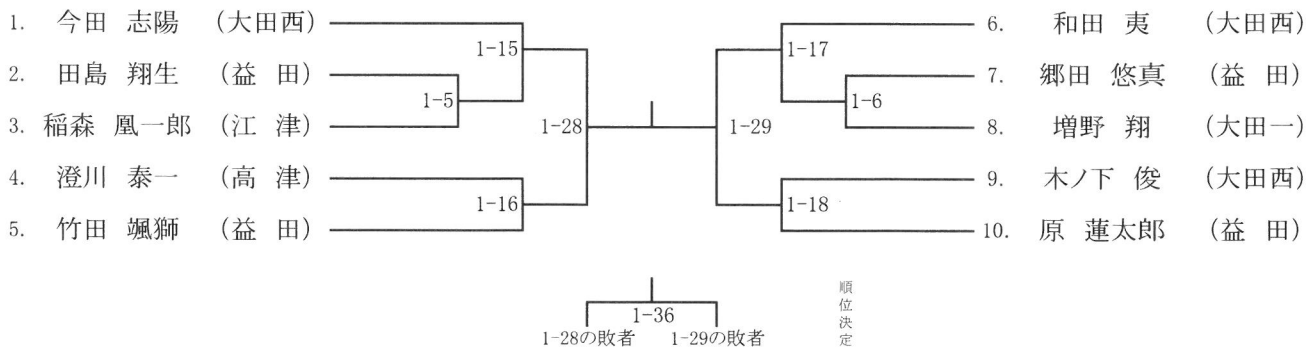 1. 今田 志陽 (大田西)
2. 田島 翔生 (益 田)
3. 稲森 凰一郎 (江 津)
4. 澄川 泰一 (高 津)
5. 竹田 颯獅 (益 田)
1-15
1-5
1-28
1-16
6. 和田 夷 (大田西)
7. 郷田 悠真 (益 田)
8. 増野 翔 (大田一)
9. 木ノ下 俊 (大田西)
10. 原 蓮太郎 (益 田)
1-17
1-6
1-29
1-18
1-36
1-28の敗者 1-29の敗者
順位決定